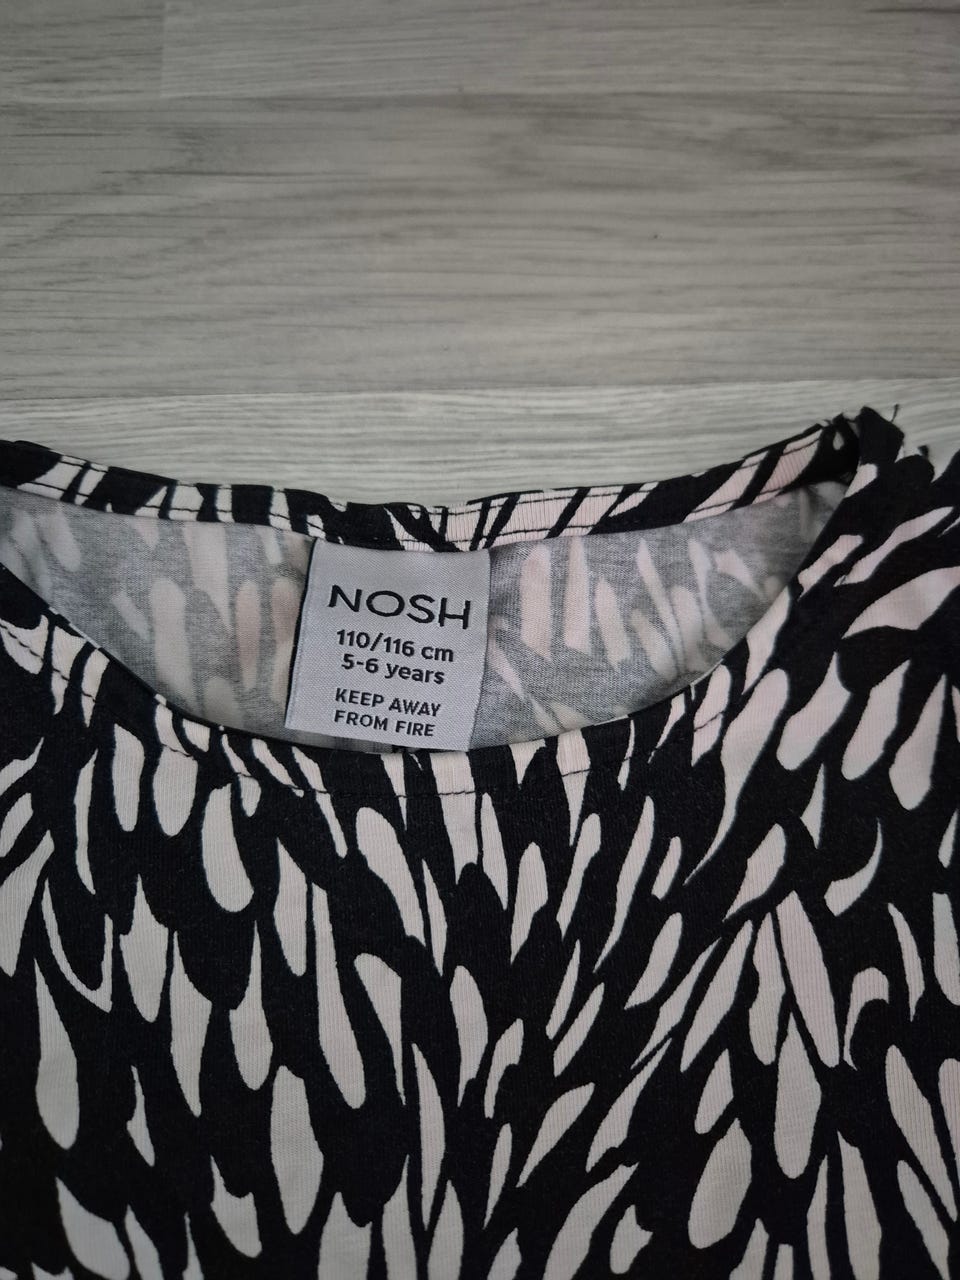 NOSH
110/116 cm
5-6 years
KEEP AWAY
FROM FIRE